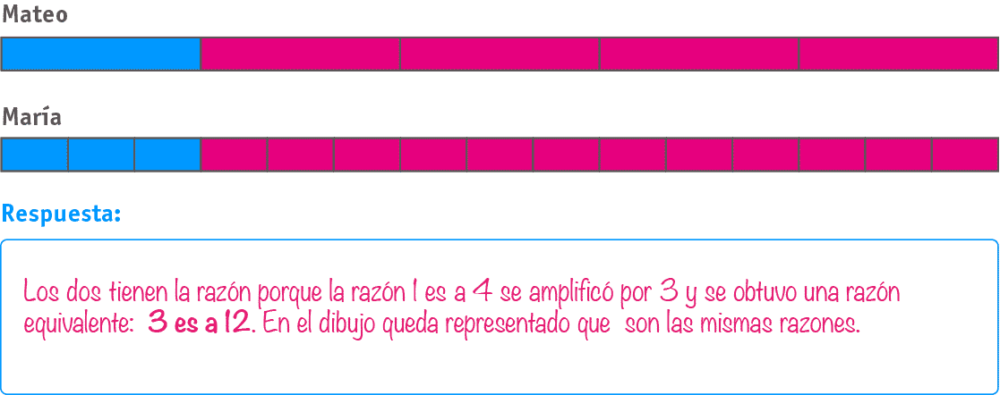 Mateo
María
Respuesta:
Los dos tienen la razón porque la razón 1 es a 4 se amplificó por 3 y se obtuvo una razón
equivalente: 3 es a 12. En el dibujo queda representado que son las mismas razones.